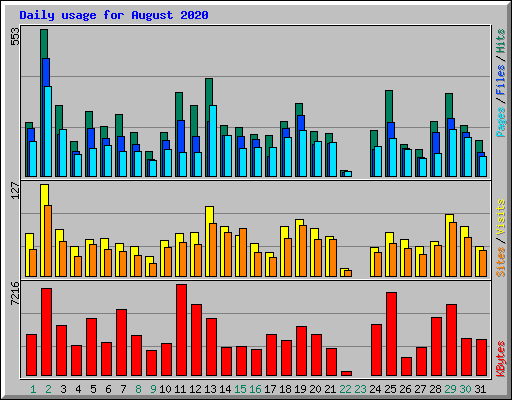 Daily usage for August 2020
553
Pages / Files / Hits
127
Sites / Visits
7216
KBytes
1 2 3 4 5 6 7 8 9 10 11 12 13 14 15 16 17 18 19 20 21 22 23 24 25 26 27 28 29 30 31